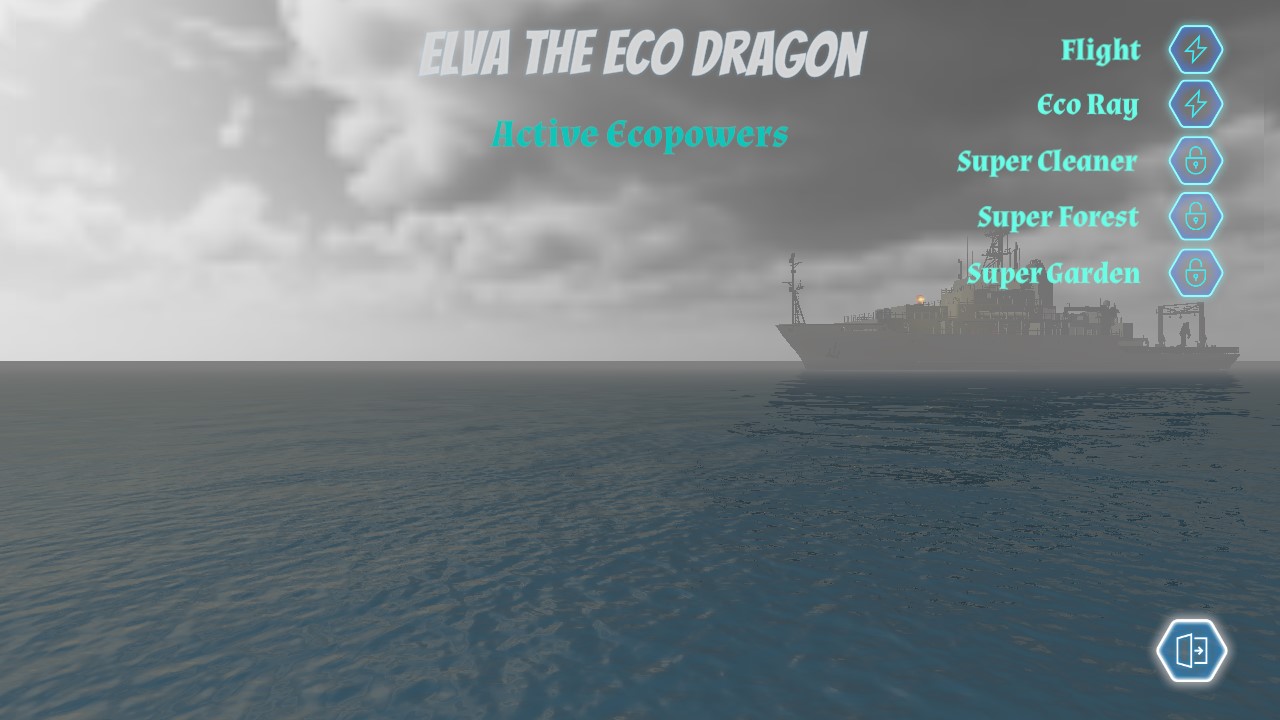 ELVA THE ECO DRAGON
Active Ecopowers
Flight
Eco Ray
Super Cleaner
Super Forest
Super Garden